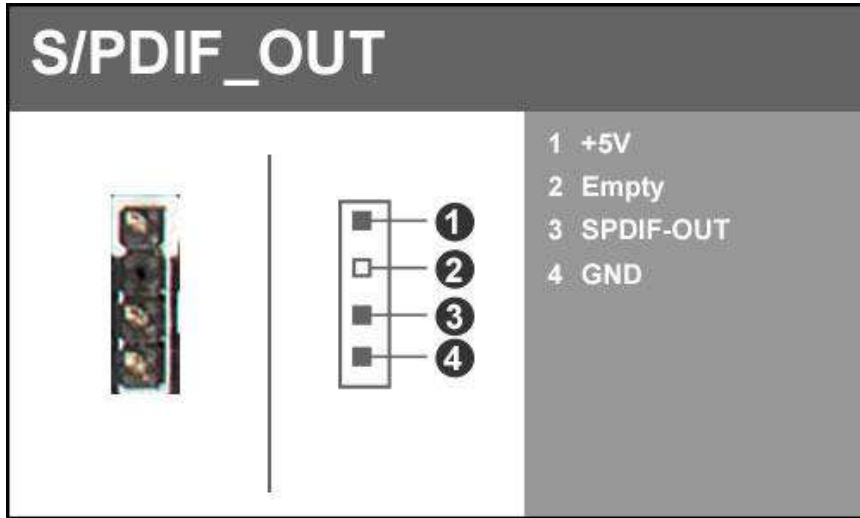 S/PDIF_OUT
1 +5V
2 Empty
3 SPDIF-OUT
4 GND
1
2
3
4